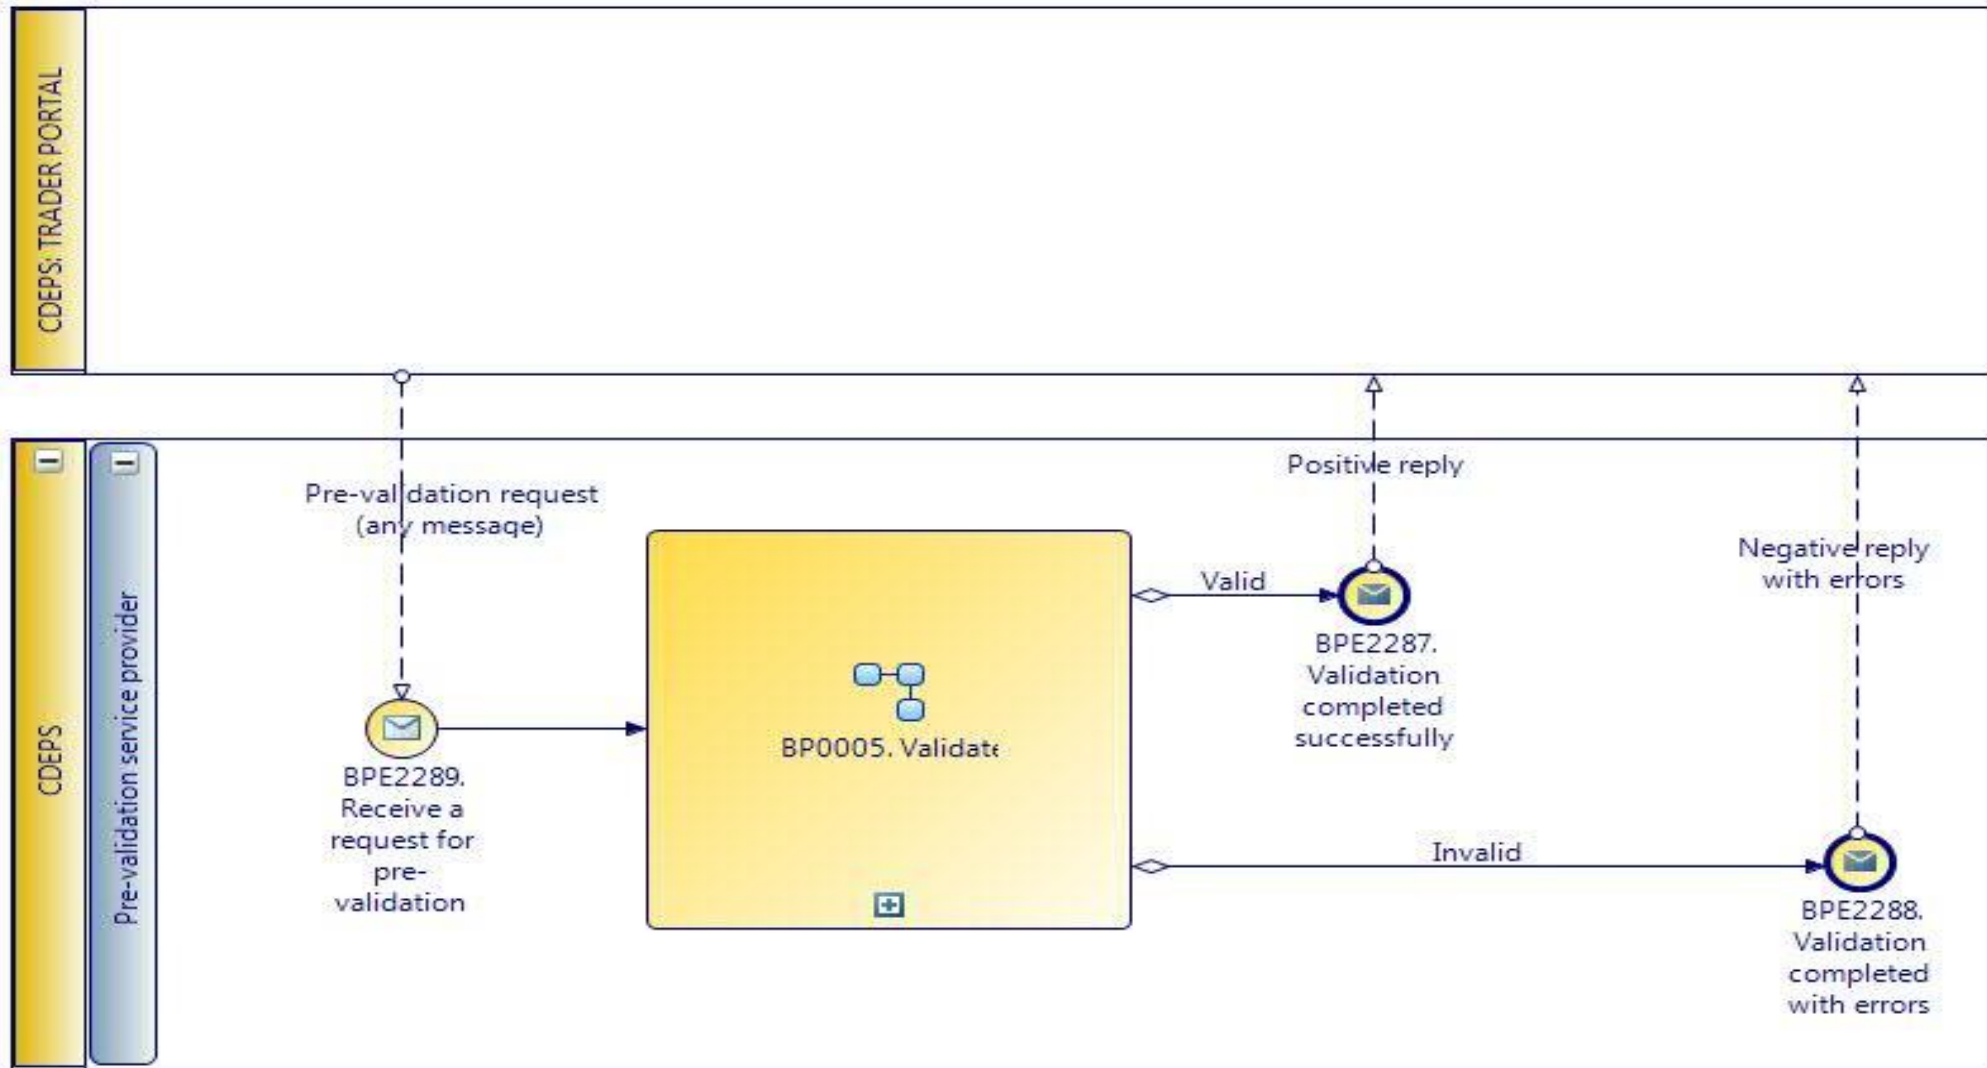 CDEPS: TRADER PORTAL
CDEPS
Pre-validation service provider
Pre-validation request
(any message)
BPE2289.
Receive a
request for
pre-
validation
BP0005. Validate
Valid
Positive reply
BPE2287.
Validation
completed
successfully
Invalid
Negative reply
with errors
BPE2288.
Validation
completed
with errors